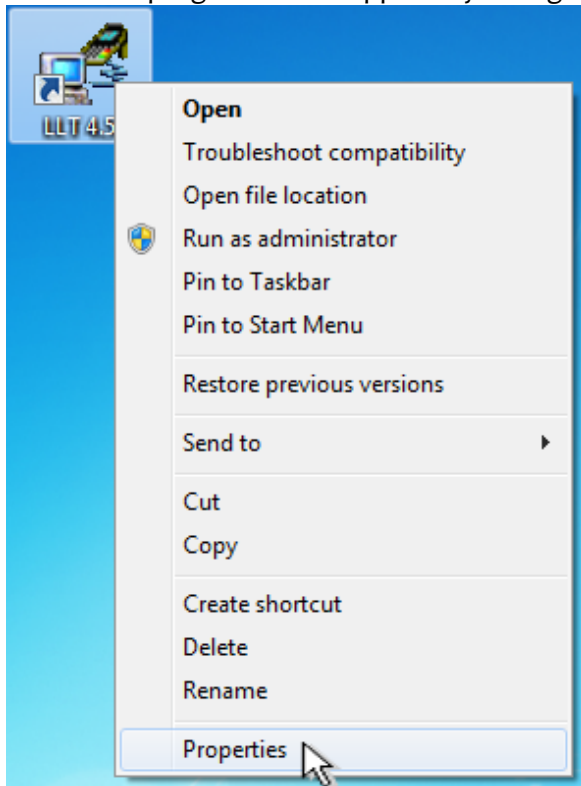 LLT 4.5
Open
Troubleshoot compatibility
Open file location
Run as administrator
Pin to Taskbar
Pin to Start Menu
Restore previous versions
Send to
Cut
Copy
Create shortcut
Delete
Rename
Properties